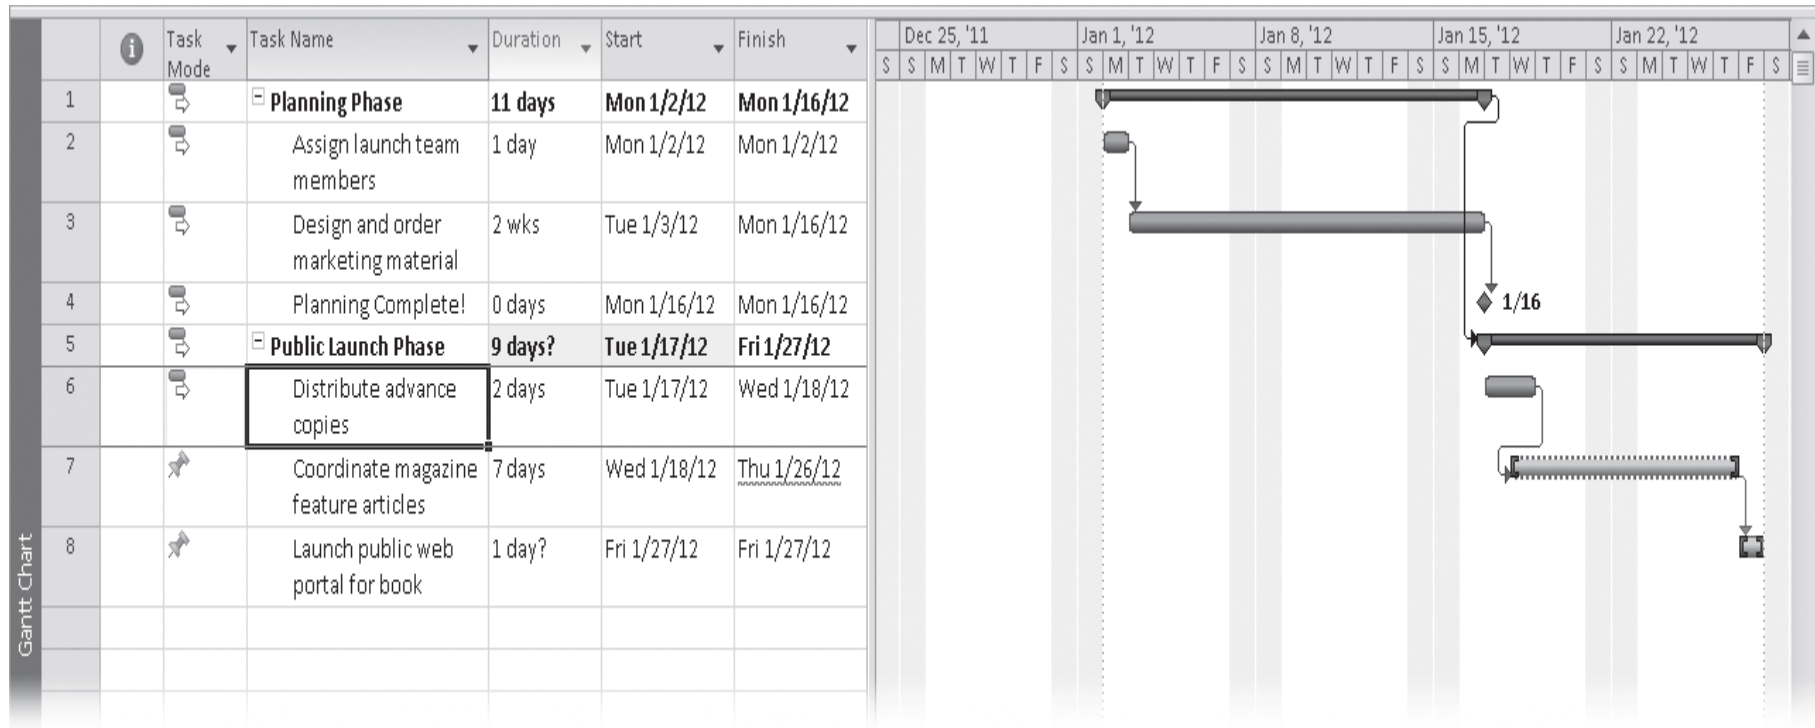 Task Mode Task Name Duration Start Finish
Dec 25, '11 Jan 1, '12 Jan 8, '12 Jan 15, '12 Jan 22, '12
S S M T W T F S S M T W T F S S M T W T F S S M T W T F S S M T W T F S
1 Planning Phase 11 days Mon 1/2/12 Mon 1/16/12
2 Assign launch team 1 day Mon 1/2/12 Mon 1/2/12
members
3 Design and order 2 wks Tue 1/3/12 Mon 1/16/12
marketing material
4 Planning Complete! 0 days Mon 1/16/12 Mon 1/16/12 1/16
5 Public Launch Phase 9 days? Tue 1/17/12 Fri 1/27/12
6 Distribute advance 2 days Tue 1/17/12 Wed 1/18/12
copies
7 Coordinate magazine 7 days Wed 1/18/12 Thu 1/26/12
feature articles
8 Launch public web 1 day? Fri 1/27/12 Fri 1/27/12
portal for book
Gantt Chart